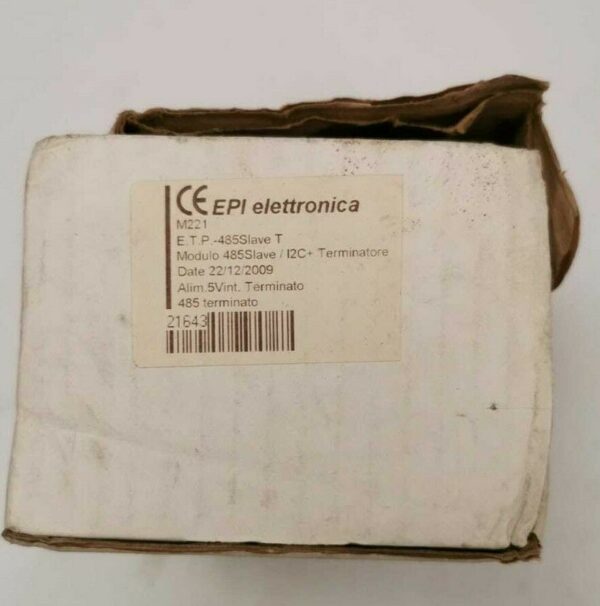 CE EPI elettronica
M221
E.T.P.-485Slave T
Modulo 485Slave / I2C+ Terminatore
Date 22/12/2009
Alim.5Vint. Terminato
485 terminato
21643